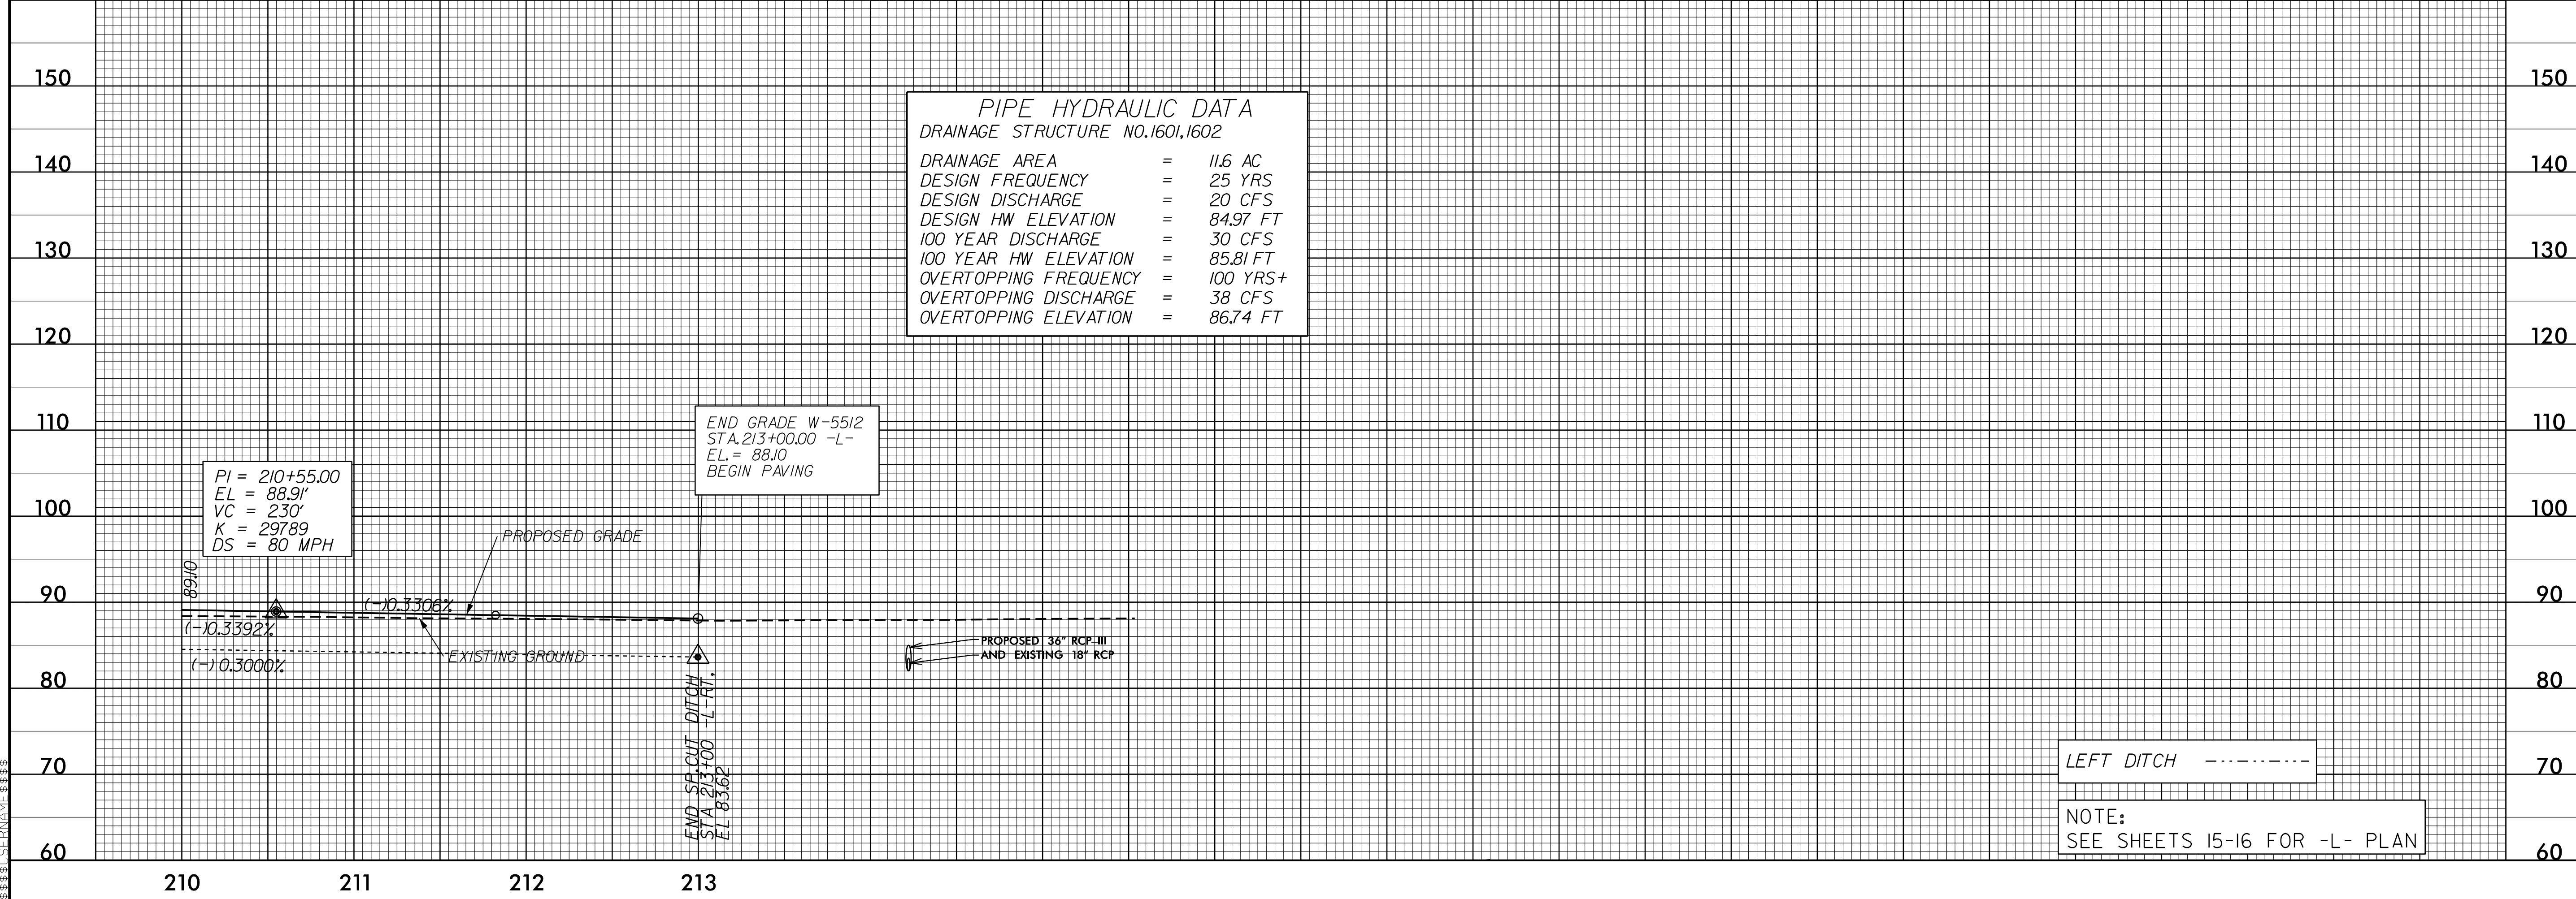 150
150
PIPE HYDRAULIC DATA
DRAINAGE STRUCTURE NO.1601,1602
DRAINAGE AREA = 11.6 AC
DESIGN FREQUENCY = 25 YRS
DESIGN DISCHARGE = 20 CFS
DESIGN HW ELEVATION = 84.97 FT
100 YEAR DISCHARGE = 30 CFS
100 YEAR HW ELEVATION = 85.81 FT
OVERTOPPING FREQUENCY = 100 YRS+
OVERTOPPING DISCHARGE = 38 CFS
OVERTOPPING ELEVATION = 86.74 FT
140
140
130
130
120
120
110
110
END GRADE W-5512
STA.213+00.00 -L-
EL.= 88.10
BEGIN PAVING
PI = 210+55.00
EL = 88.91'
VC = 230'
K = 29789
DS = 80 MPH
100
100
PROPOSED GRADE
89.10
90
90
(-)0.3306%
(-)0.3392%
(-)0.3000%
EXISTING GROUND
PROPOSED 36" RCP-III
AND EXISTING 18" RCP
80
80
END SP.CUT DITCH
STA 213+00 -L-RT.
EL 83.62
70
70
LEFT DITCH
NOTE:
SEE SHEETS 15-16 FOR -L- PLAN
60
60
210 211 212 213
$$$$USERNAME$$$$